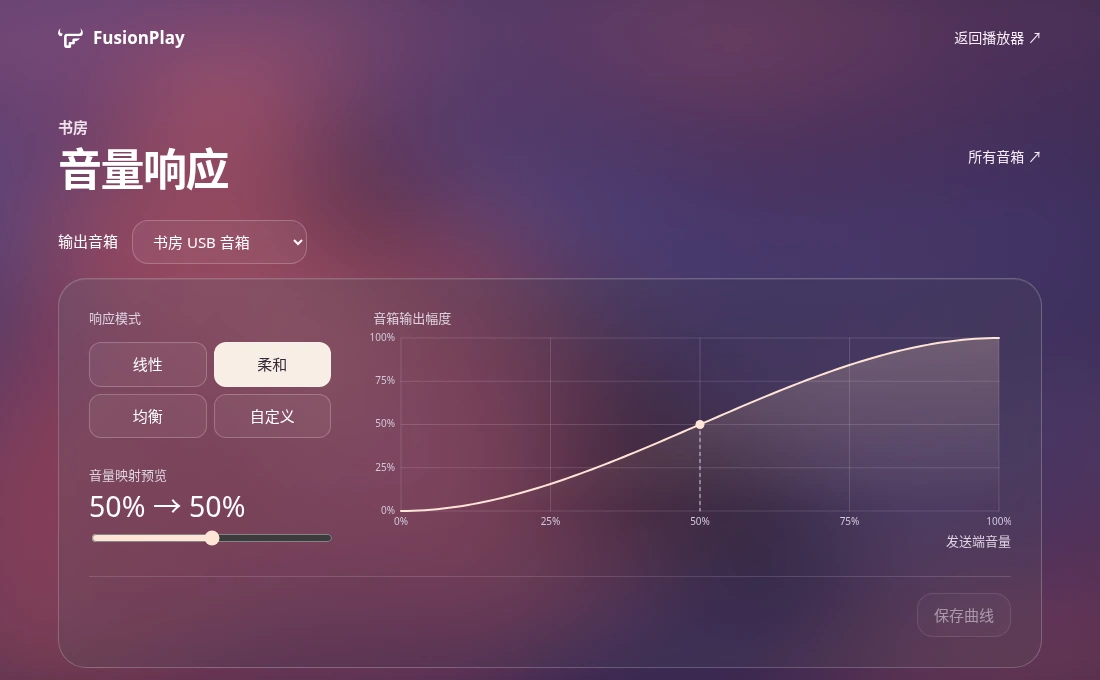 FusionPlay
返回播放器 ↗
书房
音量响应
所有音箱 ↗
输出音箱
书房 USB 音箱
响应模式
线性
柔和
均衡
自定义
音量映射预览
50% → 50%
音箱输出幅度
100%
75%
50%
25%
0%
0%
25%
50%
75%
100%
发送端音量
保存曲线